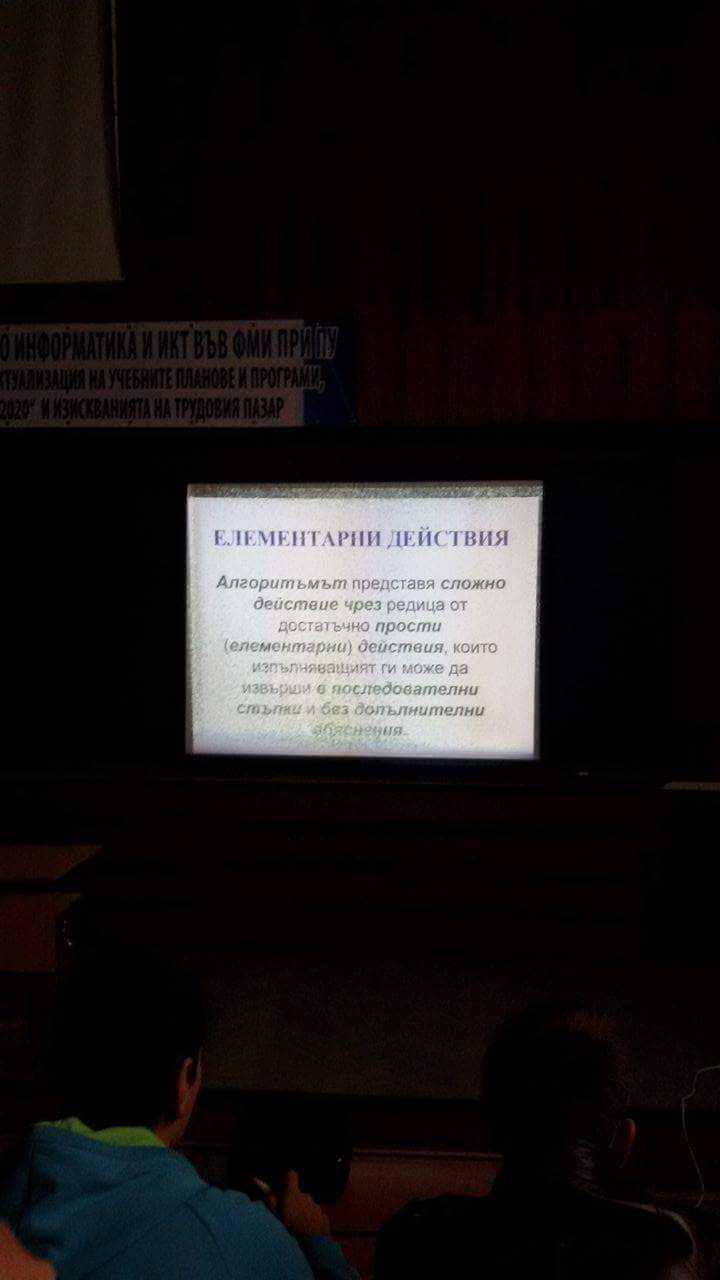 О ИНФОРМАТИКА И ИКТ ВЪВ ФМИ ПРИ ПУ
КТУАЛИЗАЦИЯ НА УЧЕБНИТЕ ПЛАНОВЕ И ПРОГРАМИ,
2020" И ИЗИСКВАНИЯТА НА ТРУДОВИЯ ПАЗАР
ЕЛЕМЕНТАРНИ ДЕЙСТВИЯ
Алгоритъмът представя сложно
действие чрез редица от
достатъчно прости
(елементарни) действия, които
изпълняващият ги може да
извърши в последователни
стъпки и без допълнителни
обяснения.